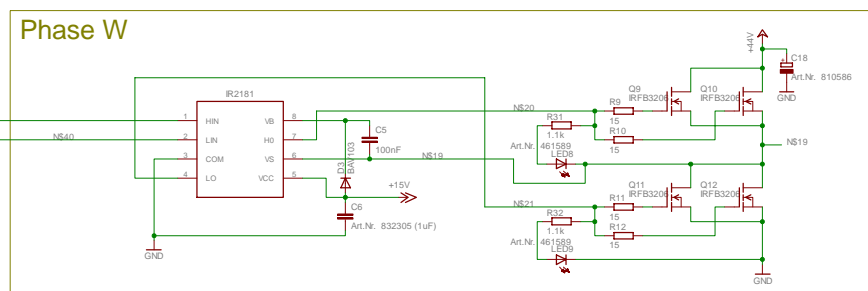 Phase W
+44V
C18
Art.Nr. 810586
GND
IR2181
1 HIN VB 8
2 LIN H0 7
3 COM VS 6
4 LO VCC 5
N$40
C5
100nF
N$19
D3
BAV103
+15V
C6
Art.Nr. 832305 (1uF)
GND
N$20
R31
1.1k
Art.Nr. 461589
LED8
R9
15
R10
15
Q9
IRFB3206
Q10
IRFB3206
N$19
N$21
R32
1.1k
Art.Nr. 461589
LED9
R11
15
R12
15
Q11
IRFB3206
Q12
IRFB3206
GND